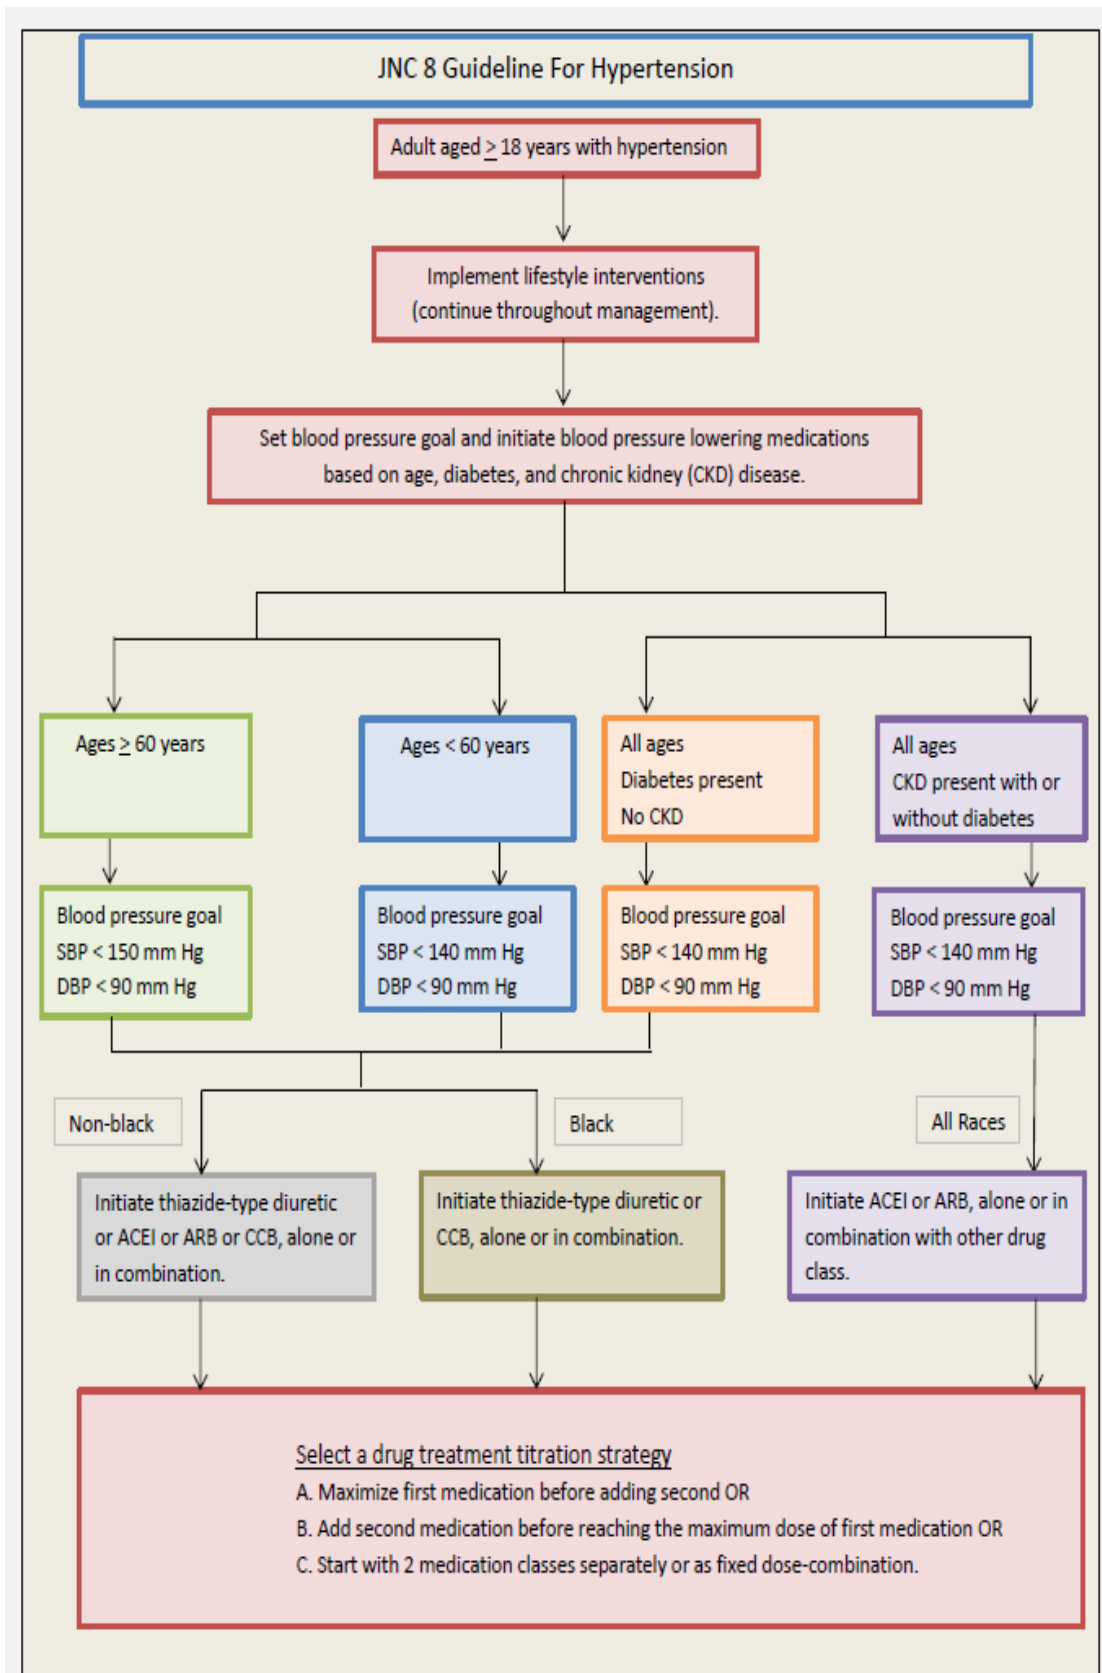 JNC 8 Guideline For Hypertension
Adult aged ≥ 18 years with hypertension
Implement lifestyle interventions
(continue throughout management).
Set blood pressure goal and initiate blood pressure lowering medications
based on age, diabetes, and chronic kidney (CKD) disease.
Ages ≥ 60 years
Ages < 60 years
All ages
Diabetes present
No CKD
All ages
CKD present with or
without diabetes
Blood pressure goal
SBP < 150 mm Hg
DBP < 90 mm Hg
Blood pressure goal
SBP < 140 mm Hg
DBP < 90 mm Hg
Blood pressure goal
SBP < 140 mm Hg
DBP < 90 mm Hg
Blood pressure goal
SBP < 140 mm Hg
DBP < 90 mm Hg
Non-black
Black
All Races
Initiate thiazide-type diuretic
or ACEI or ARB or CCB, alone or
in combination.
Initiate thiazide-type diuretic or
CCB, alone or in combination.
Initiate ACEI or ARB, alone or in
combination with other drug
class.
Select a drug treatment titration strategy
A. Maximize first medication before adding second OR
B. Add second medication before reaching the maximum dose of first medication OR
C. Start with 2 medication classes separately or as fixed dose-combination.